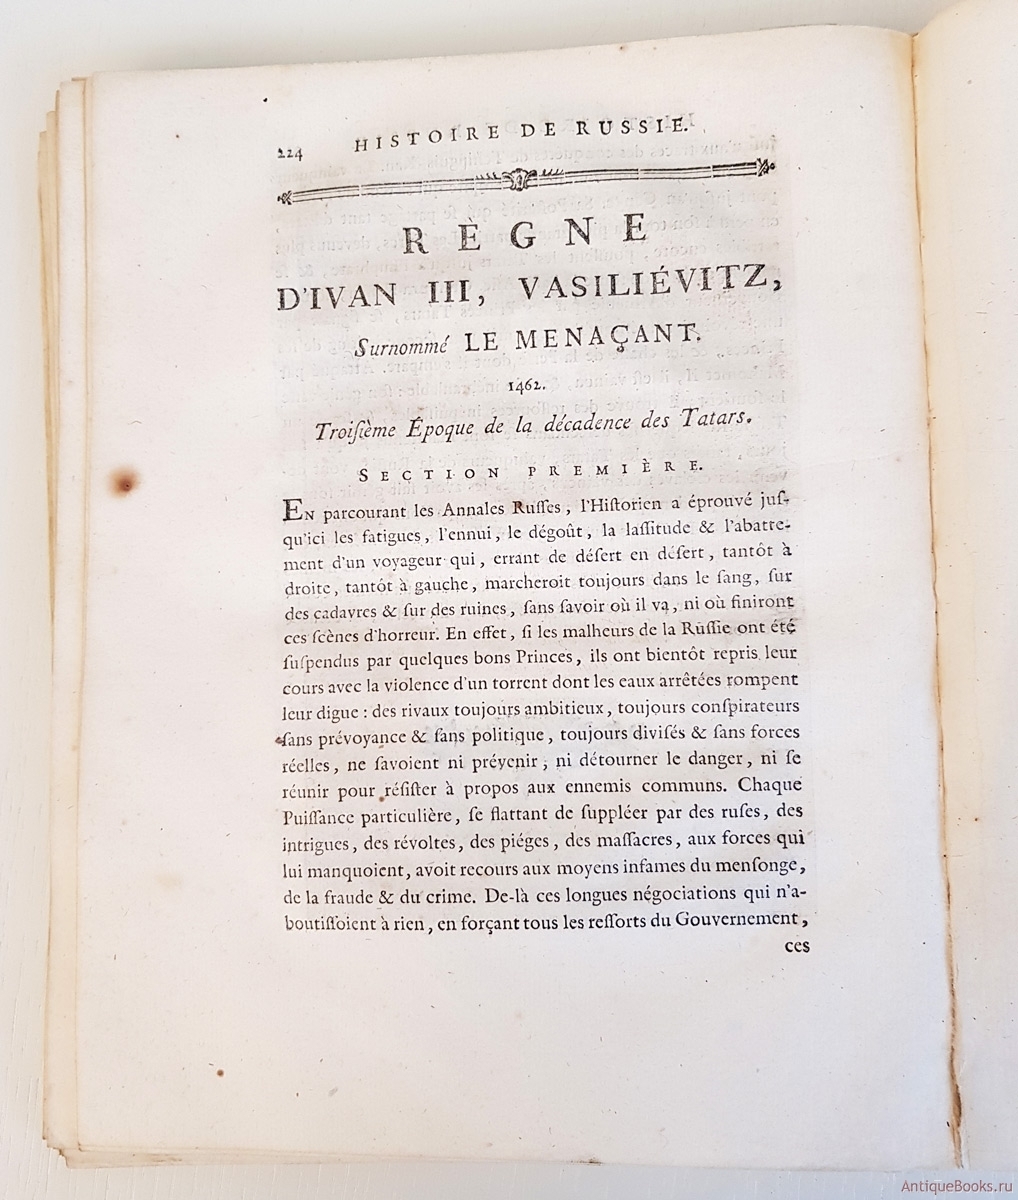 224 HISTOIRE DE RUSSIE.
RÈGNE
D'IVAN III, VASILIÉVITZ,
Surnommé LE MENAÇANT.
1462.
Troiſième Époque de la décadence des Tatars.
SECTION PREMIÈRE.
EN parcourant les Annales Ruſſes, l'Hiſtorien a éprouvé juſ-
qu'ici les fatigues, l'ennui, le dégoût, la laſſitude & l'abatte-
ment d'un voyageur qui, errant de déſert en déſert, tantôt à
droite, tantôt à gauche, marcheroit toujours dans le ſang, ſur
des cadavres & ſur des ruines, ſans ſavoir où il va, ni où finiront
ces ſcènes d'horreur. En effet, ſi les malheurs de la Ruſſie ont été
ſuſpendus par quelques bons Princes, ils ont bientôt repris leur
cours avec la violence d'un torrent dont les eaux arrêtées rompent
leur digue : des rivaux toujours ambitieux, toujours conſpirateurs
ſans prévoyance & ſans politique, toujours diviſés & ſans forces
réelles, ne ſavoient ni prévenir, ni détourner le danger, ni ſe
réunir pour réſiſter à propos aux ennemis communs. Chaque
Puiſſance particulière, ſe flattant de ſuppléer par des ruſes, des
intrigues, des révoltes, des piéges, des maſſacres, aux forces qui
lui manquoient, avoit recours aux moyens infames du menſonge,
de la fraude & du crime. De-là ces longues négociations qui n'a-
boutiſſoient à rien, en forçant tous les reſſorts du Gouvernement,
ces
AntiqueBooks.ru